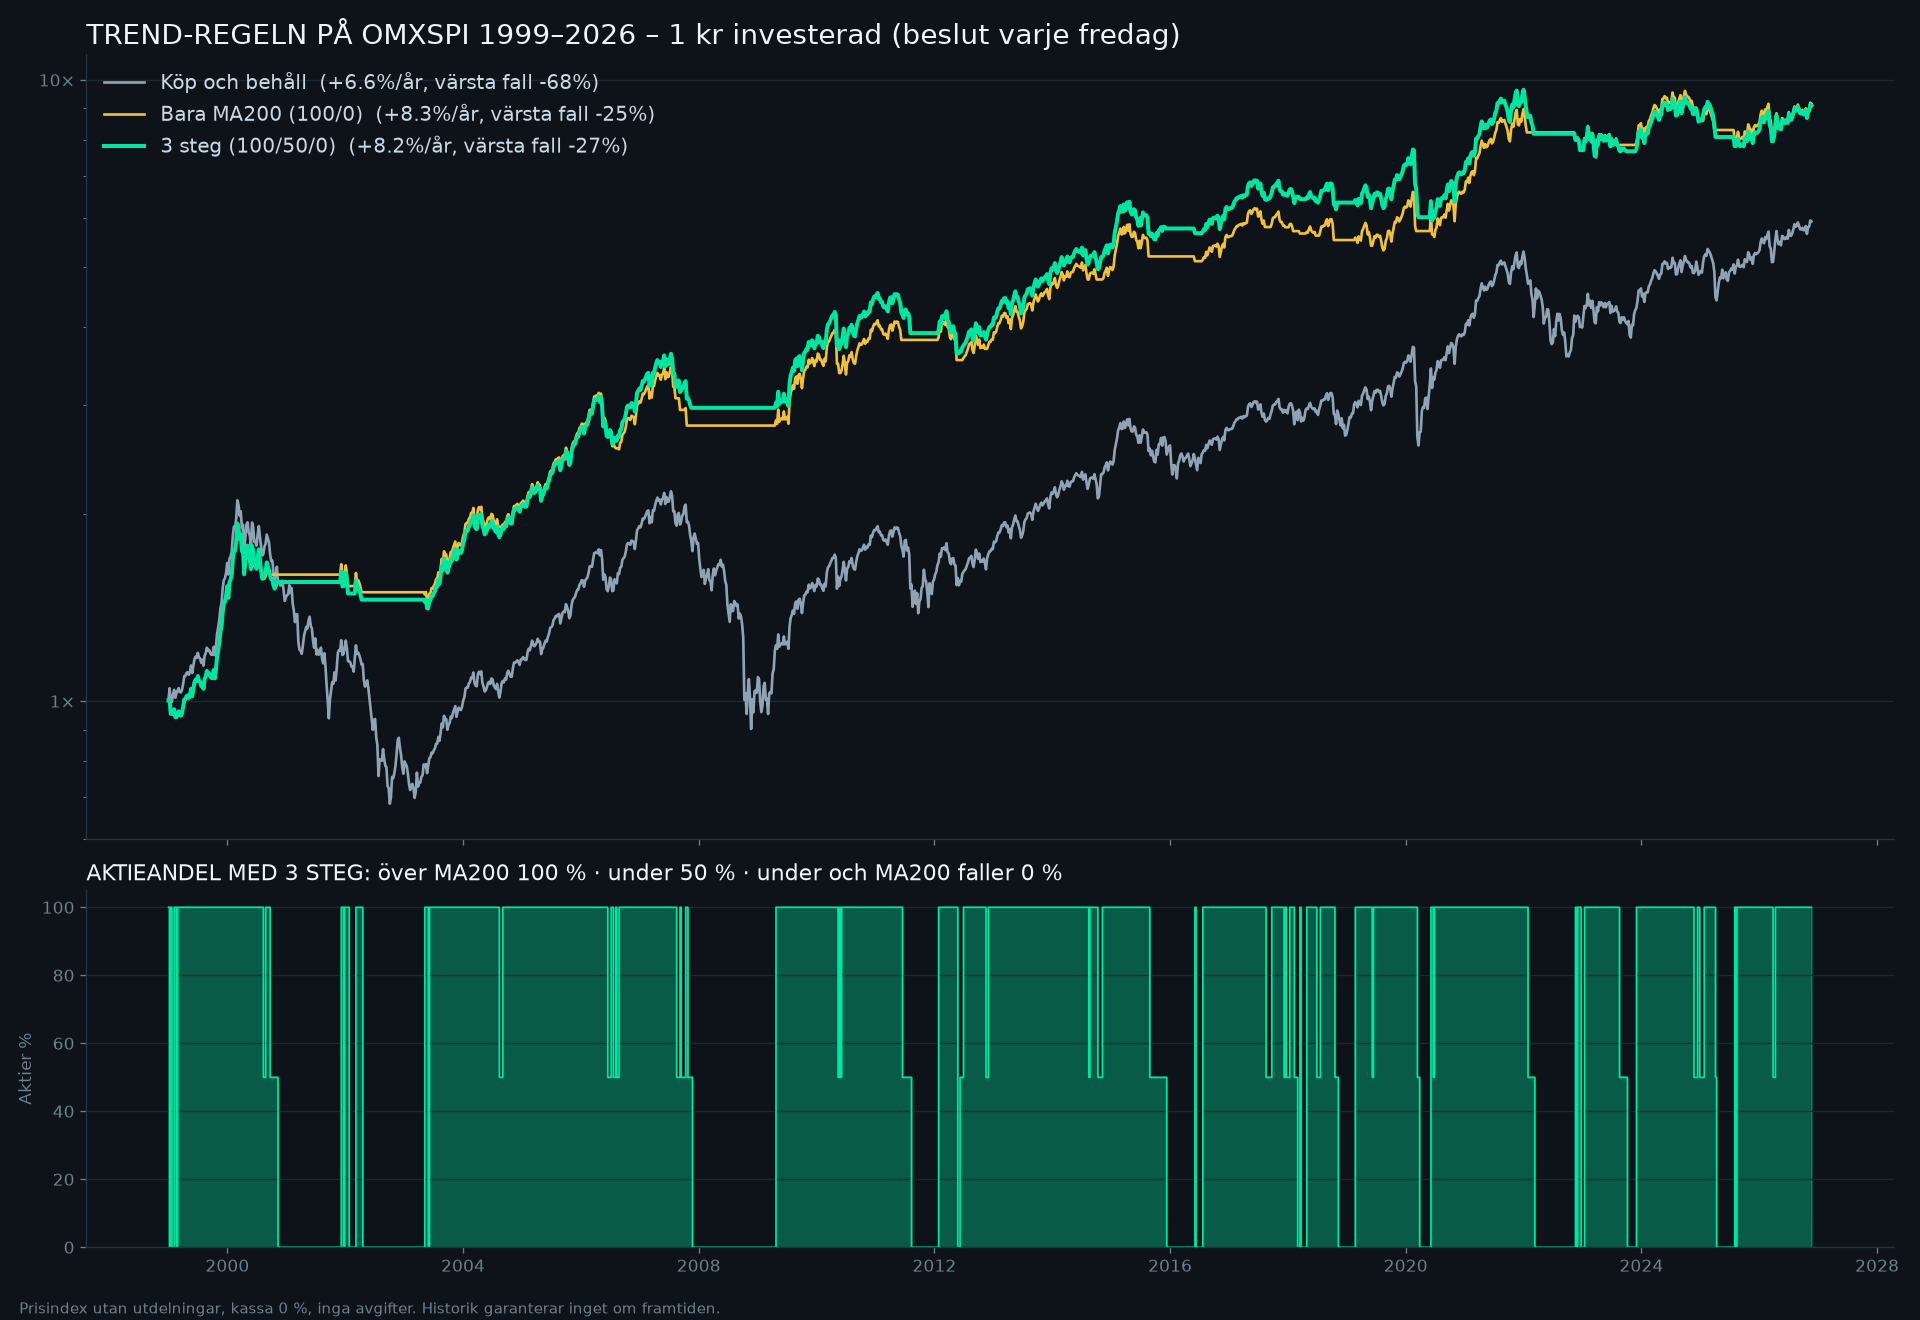 TREND-REGELN PÅ OMXSPI 1999–2026 – 1 kr investerad (beslut varje fredag)
Köp och behåll  (+6.6%/år, värsta fall -68%)
Bara MA200 (100/0)  (+8.3%/år, värsta fall -25%)
3 steg (100/50/0)  (+8.2%/år, värsta fall -27%)
10×
1×
AKTIEANDEL MED 3 STEG: över MA200 100 % · under 50 % · under och MA200 faller 0 %
Aktier %
100
80
60
40
20
0
2000 2004 2008 2012 2016 2020 2024 2028
Prisindex utan utdelningar, kassa 0 %, inga avgifter. Historik garanterar inget om framtiden.